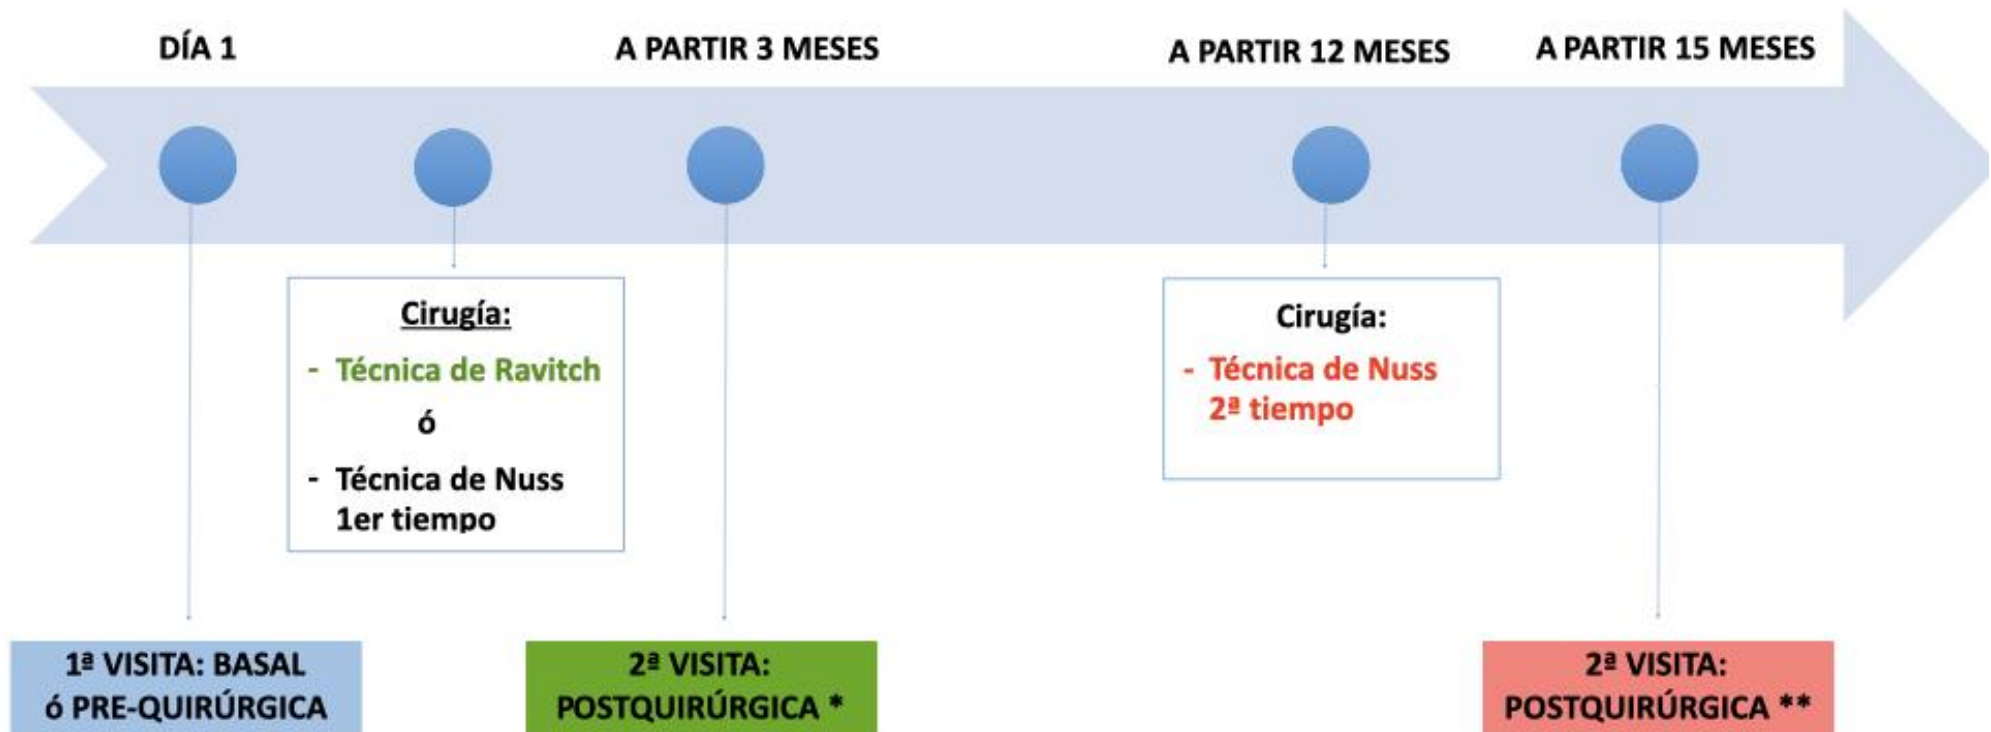 DÍA 1
A PARTIR 3 MESES
A PARTIR 12 MESES
A PARTIR 15 MESES
Cirugía:
- Técnica de Ravitch
ó
- Técnica de Nuss
1er tiempo
Cirugía:
- Técnica de Nuss
2ª tiempo
1ª VISITA: BASAL
ó PRE-QUIRÚRGICA
2ª VISITA:
POSTQUIRÚRGICA *
2ª VISITA:
POSTQUIRÚRGICA **